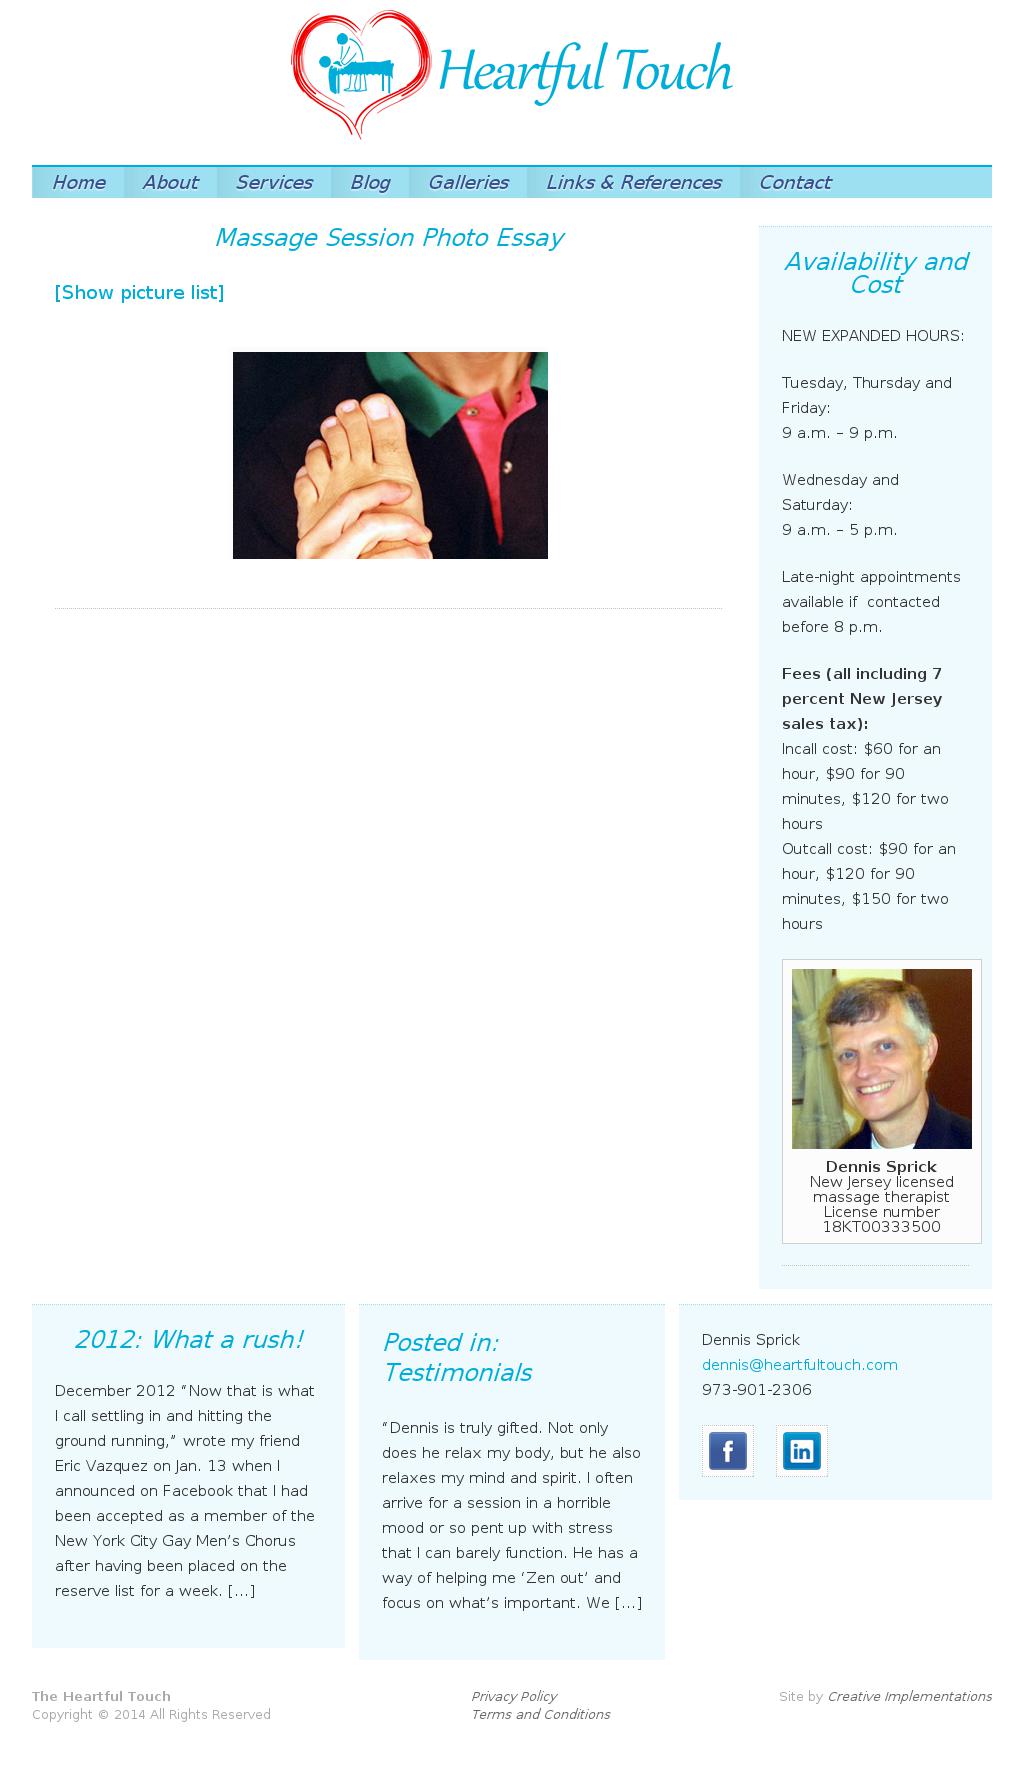 Heartful Touch
Home About Services Blog Galleries Links & References Contact
Massage Session Photo Essay
[Show picture list]
Availability and
Cost
NEW EXPANDED HOURS:
Tuesday, Thursday and
Friday:
9 a.m. – 9 p.m.
Wednesday and
Saturday:
9 a.m. – 5 p.m.
Late-night appointments
available if  contacted
before 8 p.m.
Fees (all including 7
percent New Jersey
sales tax):
Incall cost: $60 for an
hour, $90 for 90
minutes, $120 for two
hours
Outcall cost: $90 for an
hour, $120 for 90
minutes, $150 for two
hours
Dennis Sprick
New Jersey licensed
massage therapist
License number
18KT00333500
2012: What a rush!
December 2012 “Now that is what
I call settling in and hitting the
ground running,” wrote my friend
Eric Vazquez on Jan. 13 when I
announced on Facebook that I had
been accepted as a member of the
New York City Gay Men’s Chorus
after having been placed on the
reserve list for a week. […]
Posted in:
Testimonials
“Dennis is truly gifted. Not only
does he relax my body, but he also
relaxes my mind and spirit. I often
arrive for a session in a horrible
mood or so pent up with stress
that I can barely function. He has a
way of helping me ‘Zen out’ and
focus on what’s important. We […]
Dennis Sprick
dennis@heartfultouch.com
973-901-2306
f in
The Heartful Touch
Copyright © 2014 All Rights Reserved
Privacy Policy
Terms and Conditions
Site by Creative Implementations